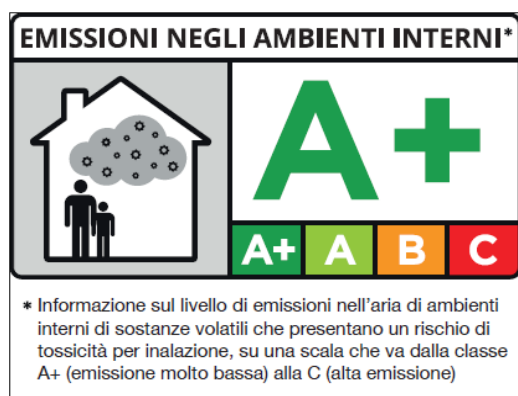 EMISSIONI NEGLI AMBIENTI INTERNI*
A+
A+ A B C
* Informazione sul livello di emissioni nell'aria di ambienti
interni di sostanze volatili che presentano un rischio di
tossicità per inalazione, su una scala che va dalla classe
A+ (emissione molto bassa) alla C (alta emissione)